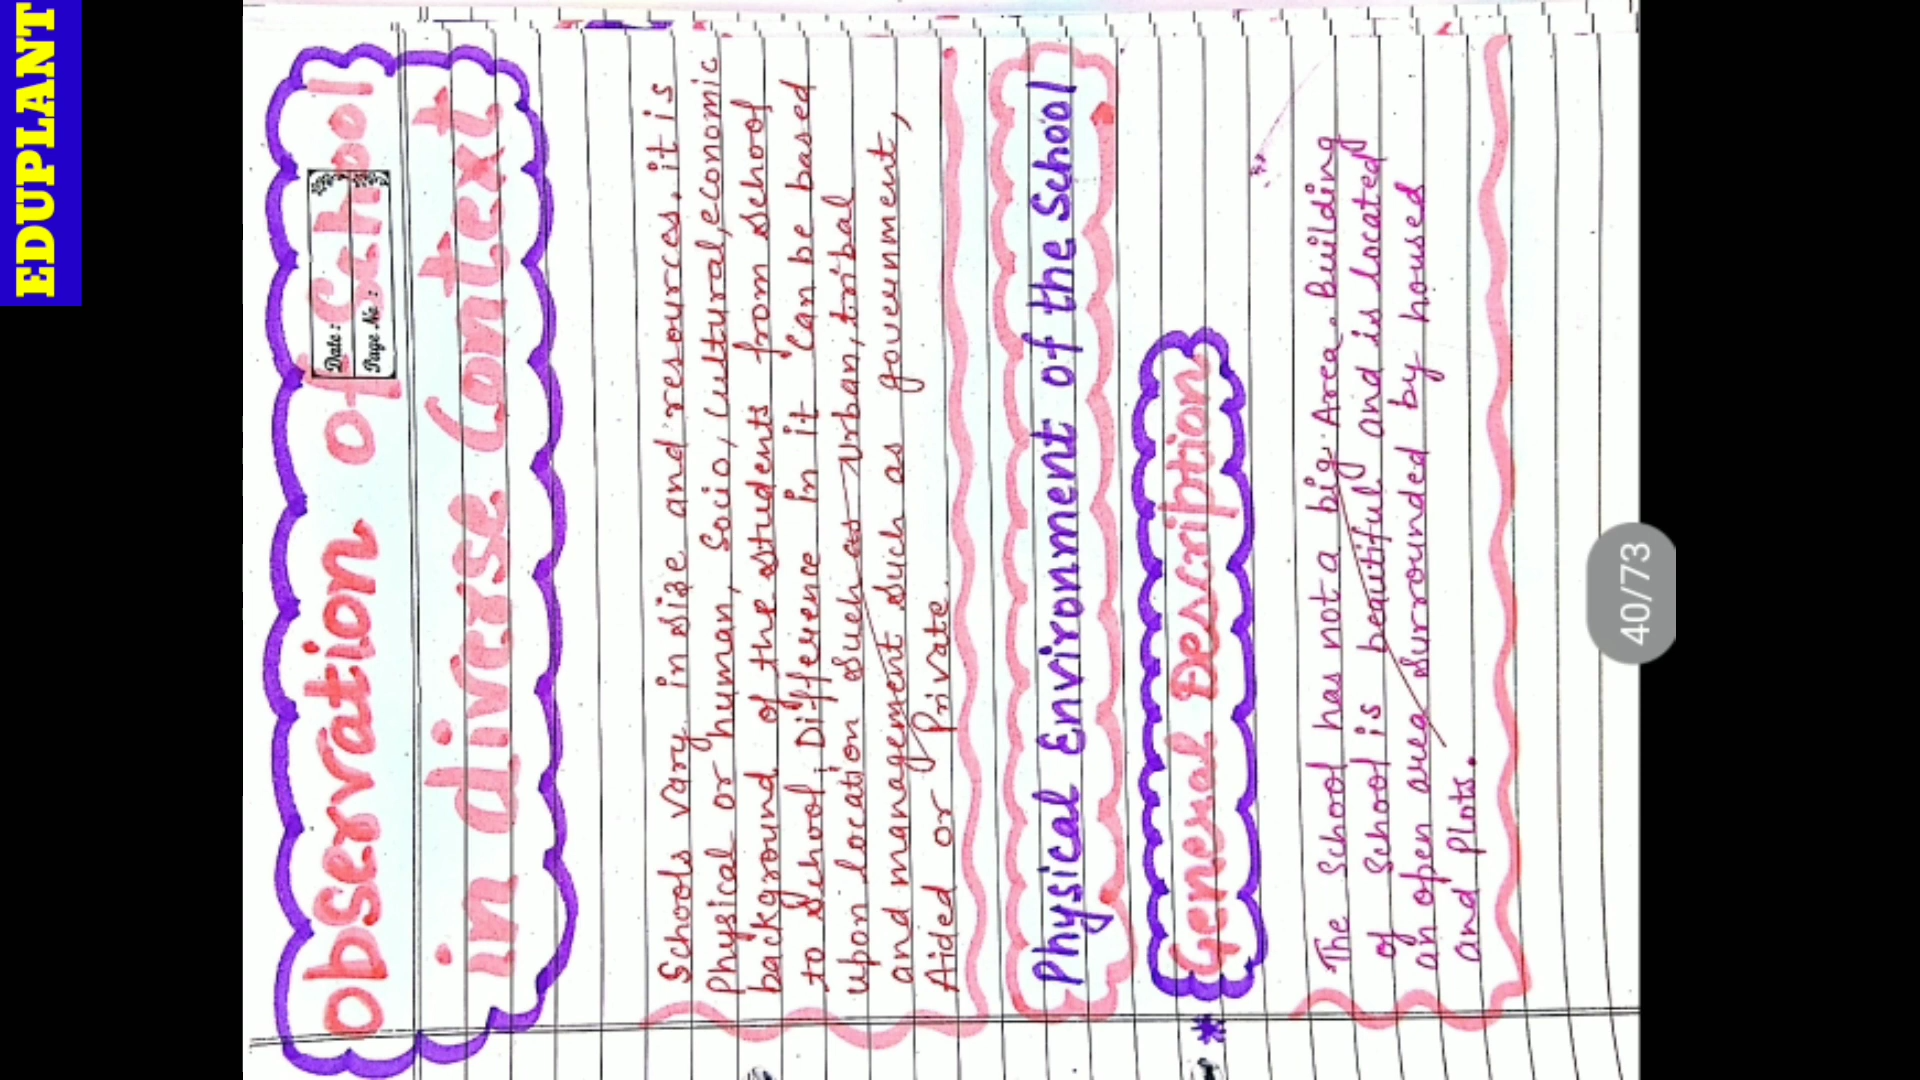 EDUPLANT
Date:
Page No:
observation of School
in diverse Context
Schools vary in size and resources, it is
Physical or human, Socio, Cultural, economic
background of the students from school
to School, Difference in it Can be based
upon location such as Urban, tribal
and management such as government,
Aided or Private.
Physical Environment of the School
* General Description
The School has not a big Area. Building
of School is beautiful and is located
an open area surrounded by housed
and Plots.
40/73